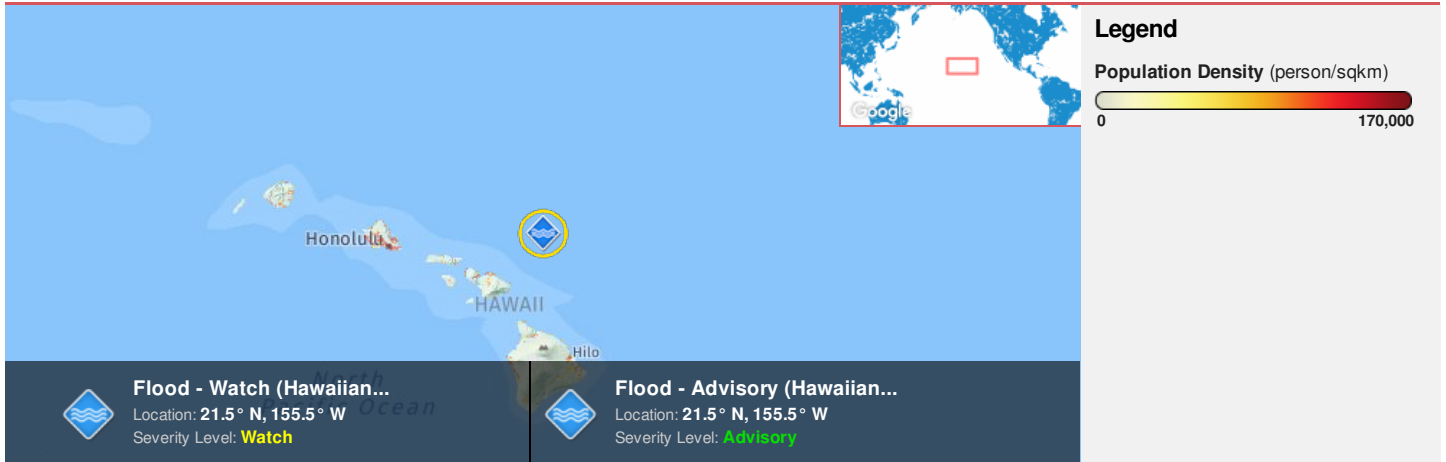 Google
Legend
Population Density (person/sqkm)
0 170,000
Honolulu
HAWAII
Hilo
North
Pacific Ocean
Flood - Watch (Hawaiian...
Location: 21.5° N, 155.5° W
Severity Level: Watch
Flood - Advisory (Hawaiian...
Location: 21.5° N, 155.5° W
Severity Level: Advisory